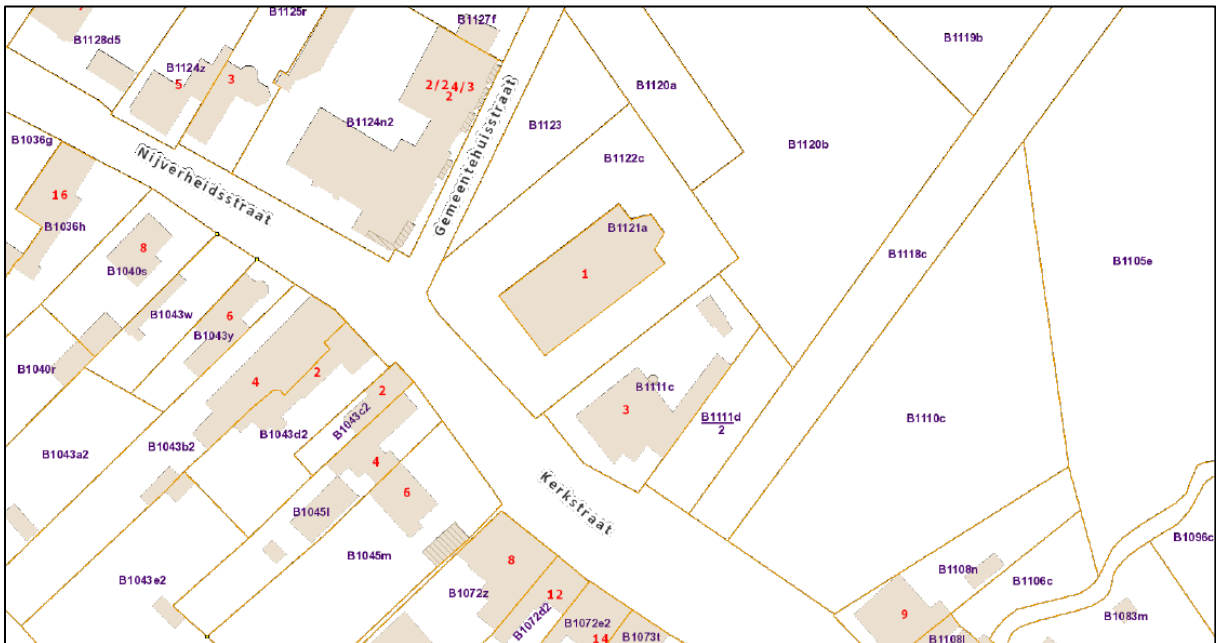 B1125r
B1127f
B1128d5
B1119b
B1124z
5
3
2/2 4/3
2
B1120a
B1124n2
B1123
B1120b
B1036g
B1122c
Nijverheidsstraat
Gemeentehuisstraat
16
B1036h
B1121a
8
B1040s
1
B1118c
B1105e
B1043w
6
B1043y
B1040r
4
2
2
B1111c
3
B1111d
2
B1110c
B1043c2
B1043d2
B1043b2
B1043a2
4
6
Kerkstraat
B1045l
B1045m
B1096c
8
B1108n
B1106c
B1043e2
B1072z
12
B1072d2
9
B1083m
B1072e2
14
B1073t
B1108l